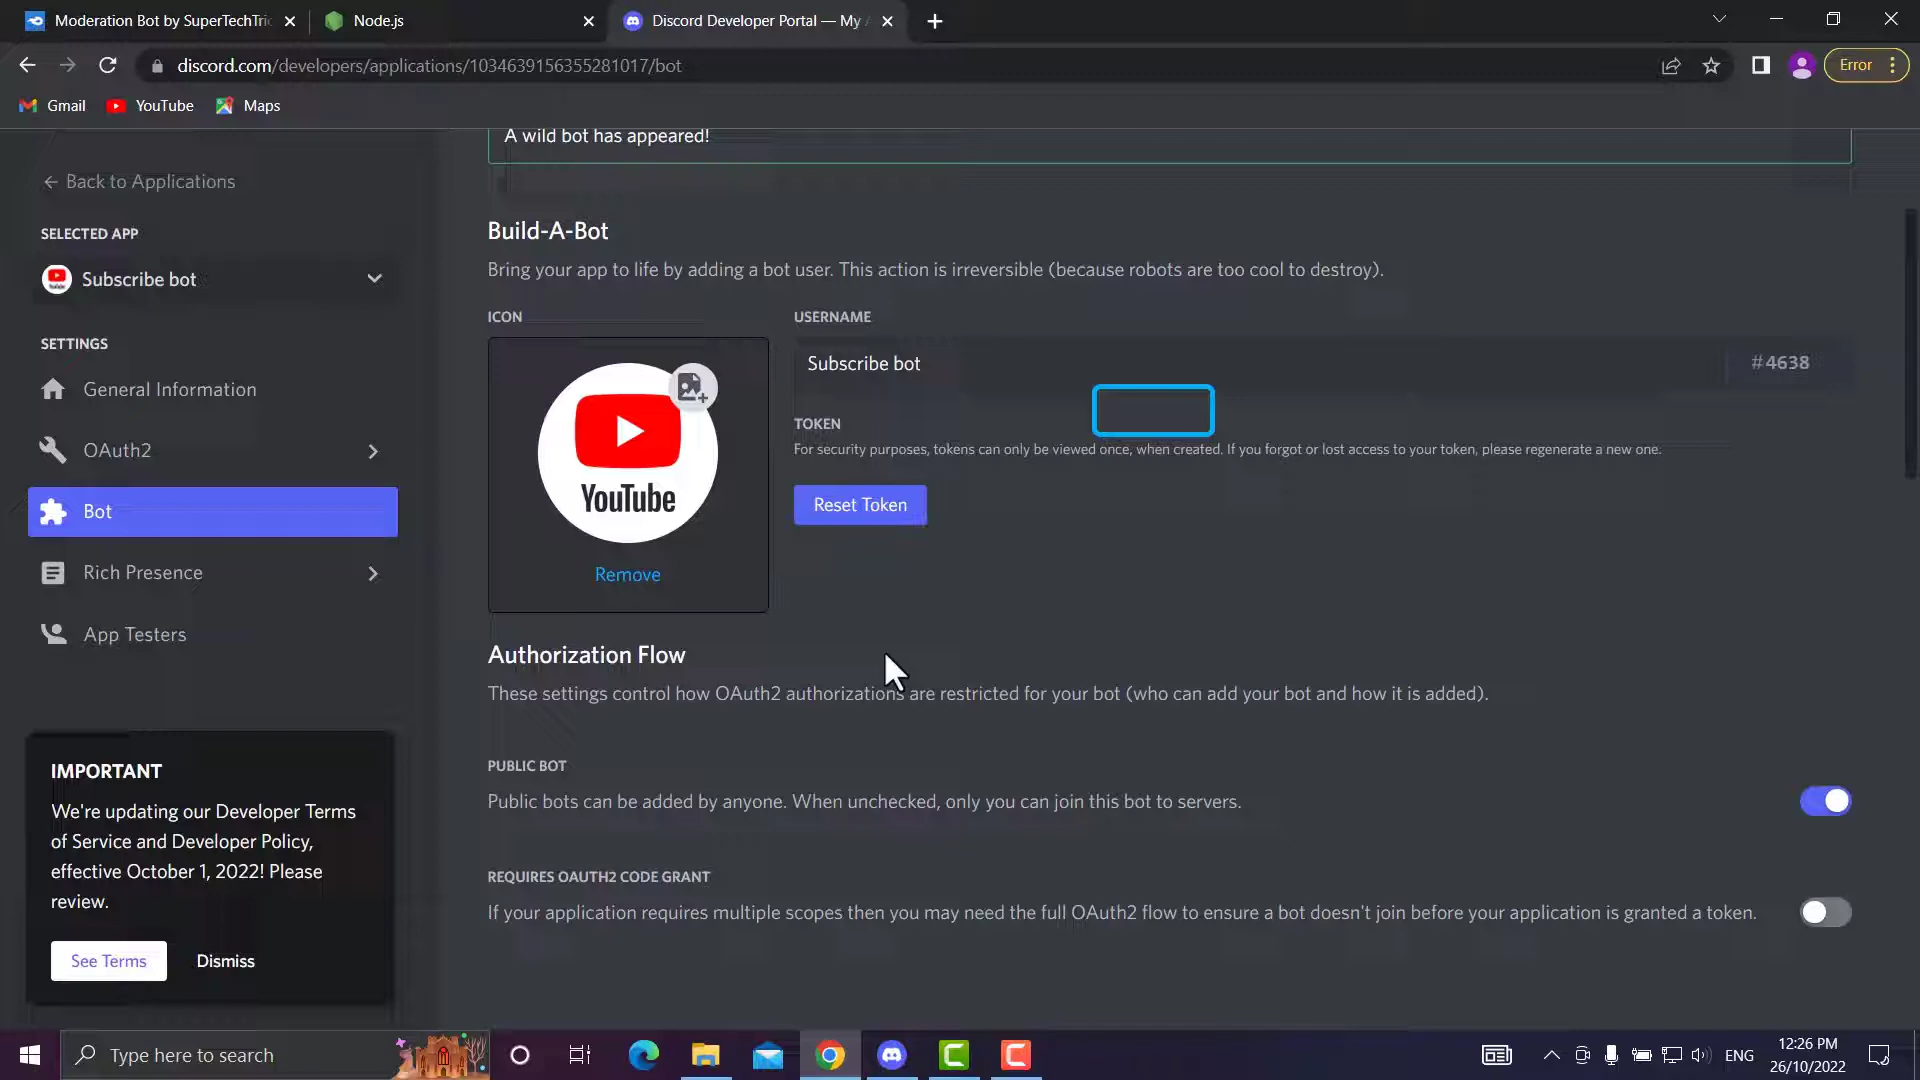 Moderation Bot by SuperTechTri
Node.js
Discord Developer Portal — My A
discord.com/developers/applications/1034639156355281017/bot
Error
Gmail
YouTube
Maps
A wild bot has appeared!
Back to Applications
SELECTED APP
Subscribe bot
SETTINGS
General Information
OAuth2
Bot
Rich Presence
App Testers
IMPORTANT
We're updating our Developer Terms
of Service and Developer Policy,
effective October 1, 2022! Please
review.
See Terms
Dismiss
Build-A-Bot
Bring your app to life by adding a bot user. This action is irreversible (because robots are too cool to destroy).
ICON
YouTube
Remove
USERNAME
Subscribe bot
#4638
TOKEN
For security purposes, tokens can only be viewed once, when created. If you forgot or lost access to your token, please regenerate a new one.
Reset Token
Authorization Flow
These settings control how OAuth2 authorizations are restricted for your bot (who can add your bot and how it is added).
PUBLIC BOT
Public bots can be added by anyone. When unchecked, only you can join this bot to servers.
REQUIRES OAUTH2 CODE GRANT
If your application requires multiple scopes then you may need the full OAuth2 flow to ensure a bot doesn't join before your application is granted a token.
Type here to search
ENG
12:26 PM
26/10/2022